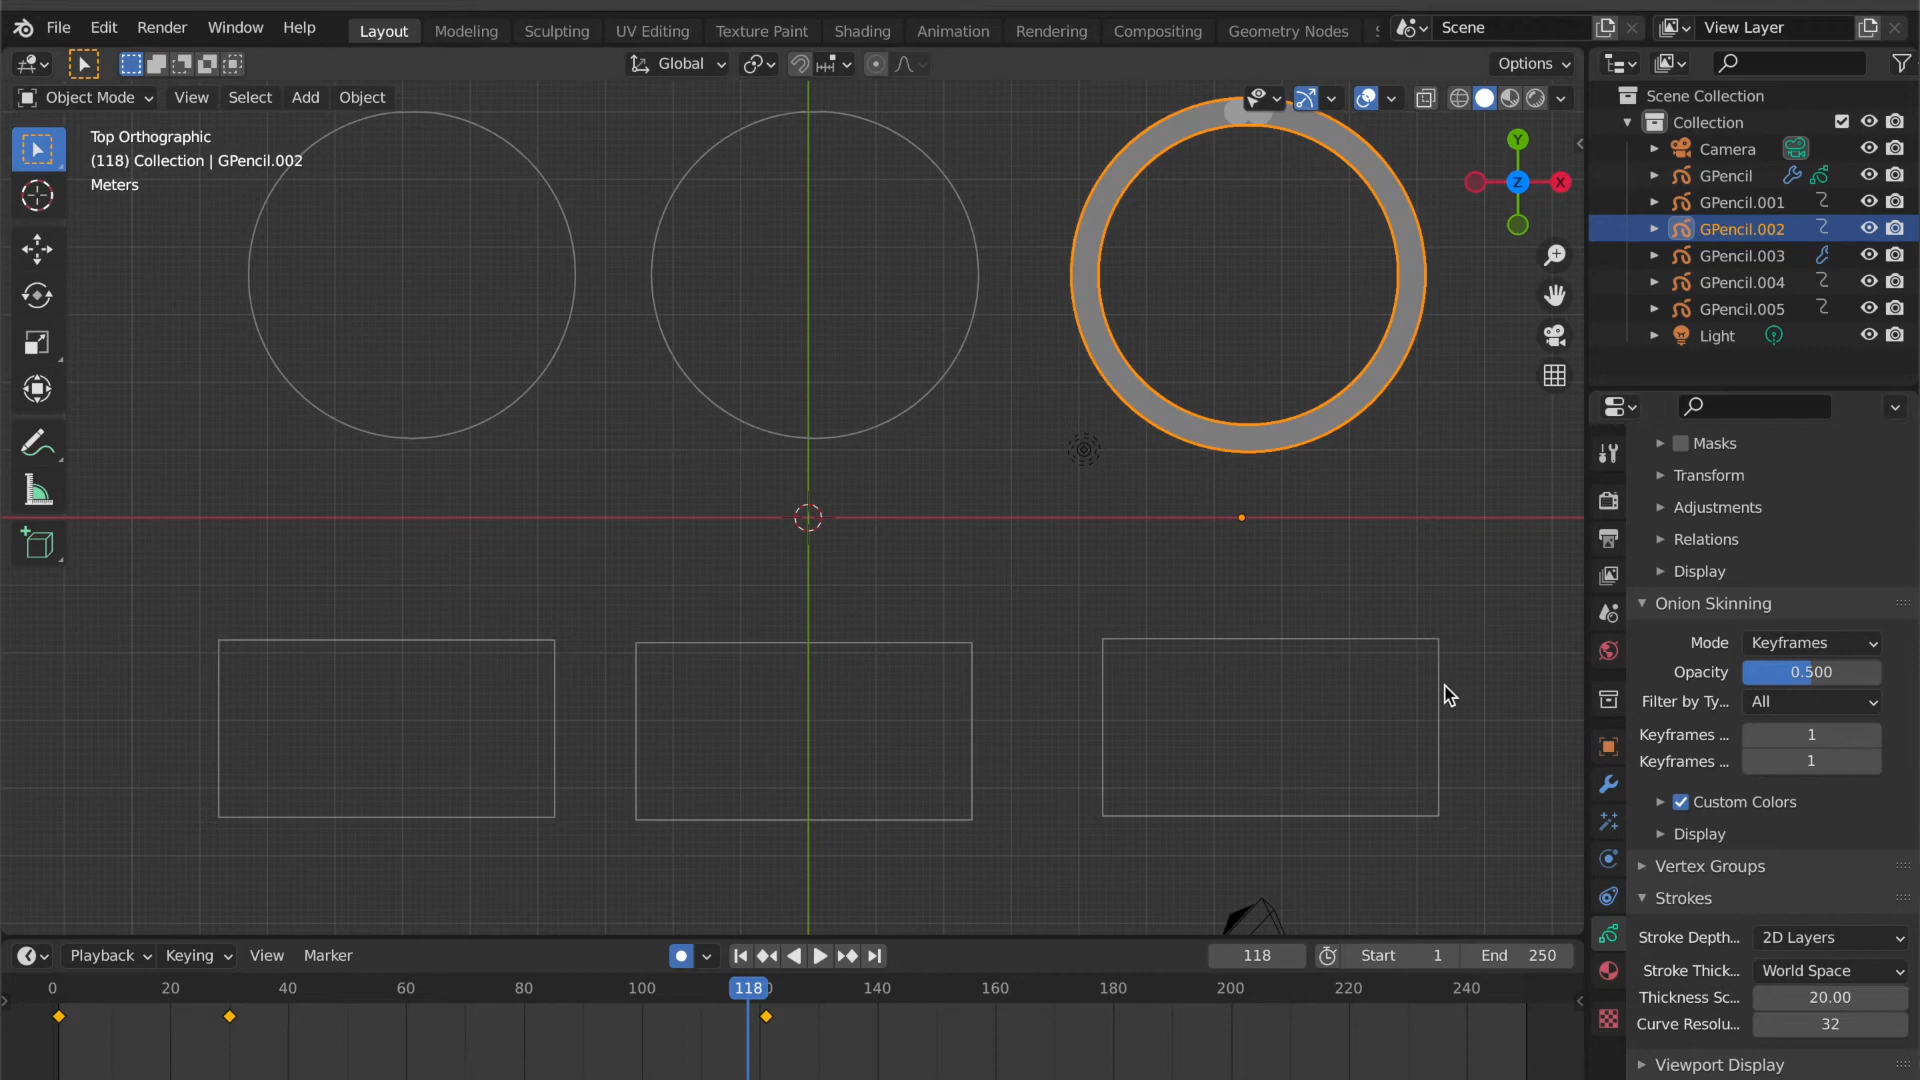 File Edit Render Window Help Layout Modeling Sculpting UV Editing Texture Paint Shading Animation Rendering Compositing Geometry Nodes Scene View Layer
Global Options
Object Mode View Select Add Object
Top Orthographic
(118) Collection | GPencil.002
Meters
Y
Z
X
Scene Collection
Collection
Camera
GPencil
GPencil.001
GPencil.002
GPencil.003
GPencil.004
GPencil.005
Light
Masks
Transform
Adjustments
Relations
Display
Onion Skinning
Mode Keyframes
Opacity 0.500
Filter by Ty... All
Keyframes ... 1
Keyframes ... 1
Custom Colors
Display
Vertex Groups
Strokes
Stroke Depth... 2D Layers
Stroke Thick... World Space
Thickness Sc... 20.00
Curve Resolu... 32
Viewport Display
Playback Keying View Marker 118 Start 1 End 250
0 20 40 60 80 100 118 140 160 180 200 220 240